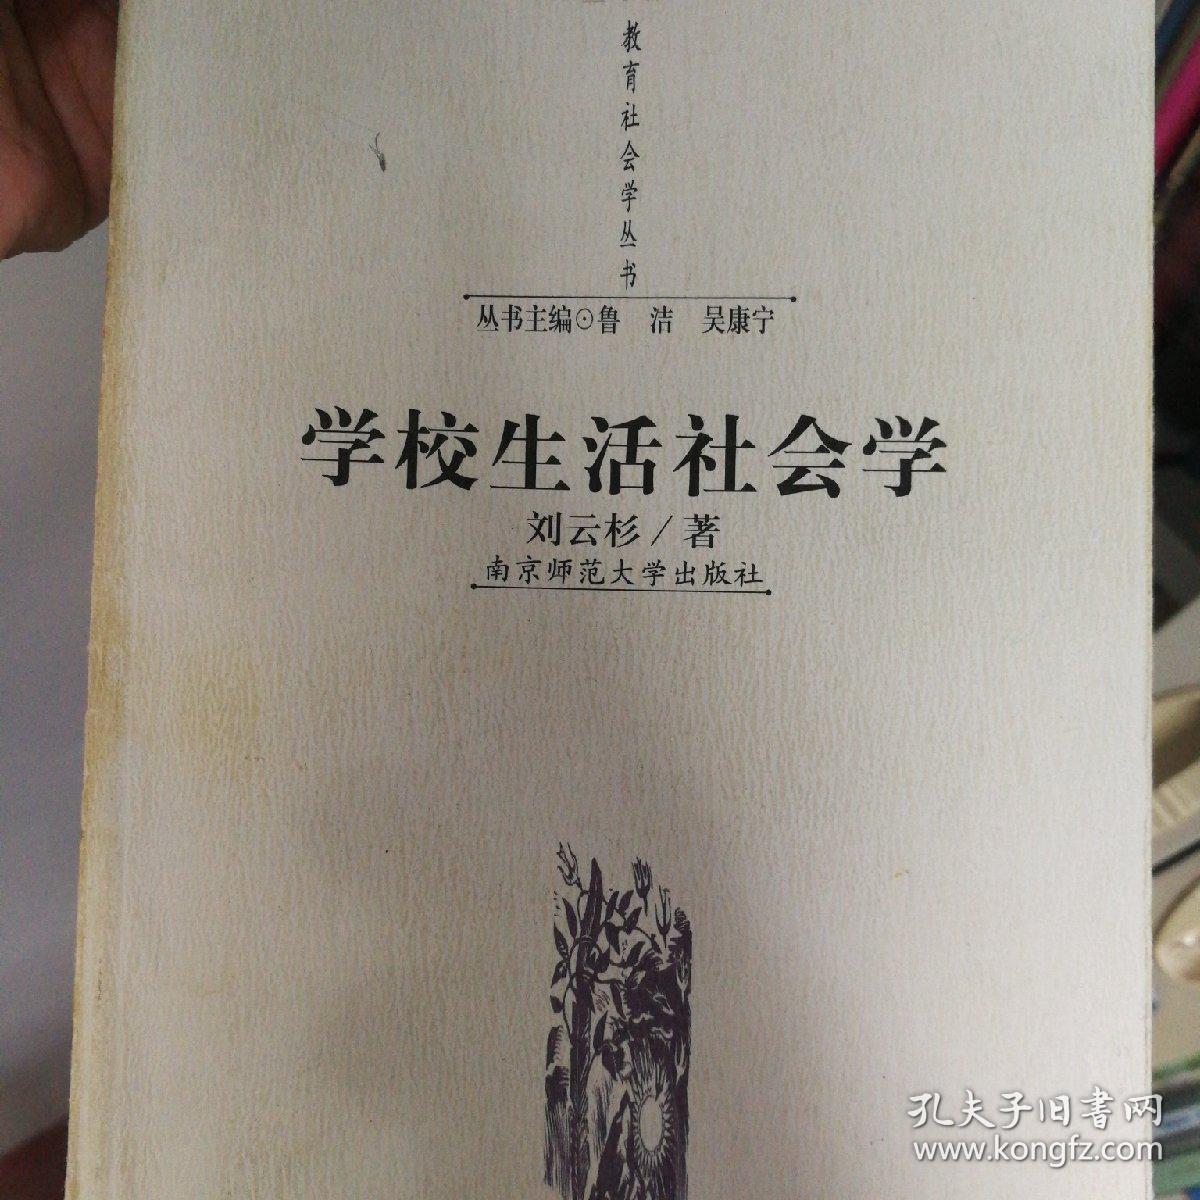 教育社会学丛书
丛书主编⊙鲁 洁 吴康宁
学校生活社会学
刘云杉/著
南京师范大学出版社
孔夫子旧書网
www.kongfz.com